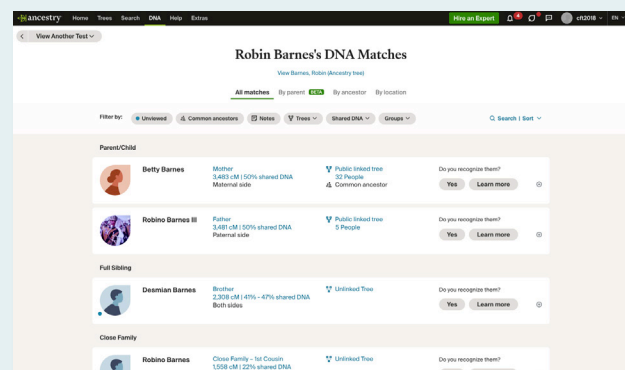 ancestry Home Trees Search DNA Help Extras Hire an Expert cft2018 EN
View Another Test
Robin Barnes's DNA Matches
View Barnes, Robin (Ancestry tree)
All matches By parent BETA By ancestor By location
Filter by: Unviewed Common ancestors Notes Trees Shared DNA Groups Search | Sort
Parent/Child
Betty Barnes Mother Public linked tree Do you recognize them?
3,483 cM | 50% shared DNA 32 People Yes Learn more
Maternal side Common ancestor
Robino Barnes III Father Public linked tree Do you recognize them?
3,481 cM | 50% shared DNA 5 People Yes Learn more
Paternal side
Full Sibling
Desmian Barnes Brother Unlinked Tree Do you recognize them?
2,308 cM | 41% - 47% shared DNA Yes Learn more
Both sides
Close Family
Robino Barnes Close Family – 1st Cousin Unlinked Tree Do you recognize them?
1,558 cM | 22% shared DNA Yes Learn more